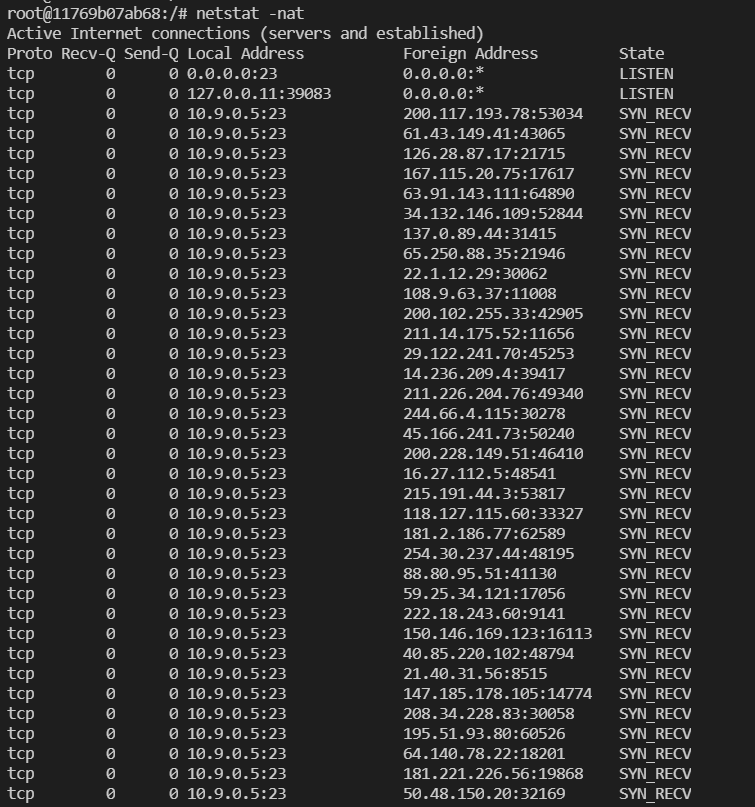 root@11769b07ab68:/# netstat -nat
Active Internet connections (servers and established)
Proto Recv-Q Send-Q Local Address           Foreign Address         State
tcp        0      0 0.0.0.0:23              0.0.0.0:*               LISTEN
tcp        0      0 127.0.0.11:39083        0.0.0.0:*               LISTEN
tcp        0      0 10.9.0.5:23             200.117.193.78:53034    SYN_RECV
tcp        0      0 10.9.0.5:23             61.43.149.41:43065      SYN_RECV
tcp        0      0 10.9.0.5:23             126.28.87.17:21715      SYN_RECV
tcp        0      0 10.9.0.5:23             167.115.20.75:17617     SYN_RECV
tcp        0      0 10.9.0.5:23             63.91.143.111:64890     SYN_RECV
tcp        0      0 10.9.0.5:23             34.132.146.109:52844    SYN_RECV
tcp        0      0 10.9.0.5:23             137.0.89.44:31415       SYN_RECV
tcp        0      0 10.9.0.5:23             65.250.88.35:21946      SYN_RECV
tcp        0      0 10.9.0.5:23             22.1.12.29:30062        SYN_RECV
tcp        0      0 10.9.0.5:23             108.9.63.37:11008       SYN_RECV
tcp        0      0 10.9.0.5:23             200.102.255.33:42905    SYN_RECV
tcp        0      0 10.9.0.5:23             211.14.175.52:11656     SYN_RECV
tcp        0      0 10.9.0.5:23             29.122.241.70:45253     SYN_RECV
tcp        0      0 10.9.0.5:23             14.236.209.4:39417      SYN_RECV
tcp        0      0 10.9.0.5:23             211.226.204.76:49340    SYN_RECV
tcp        0      0 10.9.0.5:23             244.66.4.115:30278      SYN_RECV
tcp        0      0 10.9.0.5:23             45.166.241.73:50240     SYN_RECV
tcp        0      0 10.9.0.5:23             200.228.149.51:46410    SYN_RECV
tcp        0      0 10.9.0.5:23             16.27.112.5:48541       SYN_RECV
tcp        0      0 10.9.0.5:23             215.191.44.3:53817      SYN_RECV
tcp        0      0 10.9.0.5:23             118.127.115.60:33327    SYN_RECV
tcp        0      0 10.9.0.5:23             181.2.186.77:62589      SYN_RECV
tcp        0      0 10.9.0.5:23             254.30.237.44:48195     SYN_RECV
tcp        0      0 10.9.0.5:23             88.80.95.51:41130       SYN_RECV
tcp        0      0 10.9.0.5:23             59.25.34.121:17056      SYN_RECV
tcp        0      0 10.9.0.5:23             222.18.243.60:9141      SYN_RECV
tcp        0      0 10.9.0.5:23             150.146.169.123:16113   SYN_RECV
tcp        0      0 10.9.0.5:23             40.85.220.102:48794     SYN_RECV
tcp        0      0 10.9.0.5:23             21.40.31.56:8515        SYN_RECV
tcp        0      0 10.9.0.5:23             147.185.178.105:14774   SYN_RECV
tcp        0      0 10.9.0.5:23             208.34.228.83:30058     SYN_RECV
tcp        0      0 10.9.0.5:23             195.51.93.80:60526      SYN_RECV
tcp        0      0 10.9.0.5:23             64.140.78.22:18201      SYN_RECV
tcp        0      0 10.9.0.5:23             181.221.226.56:19868    SYN_RECV
tcp        0      0 10.9.0.5:23             50.48.150.20:32169      SYN_RECV